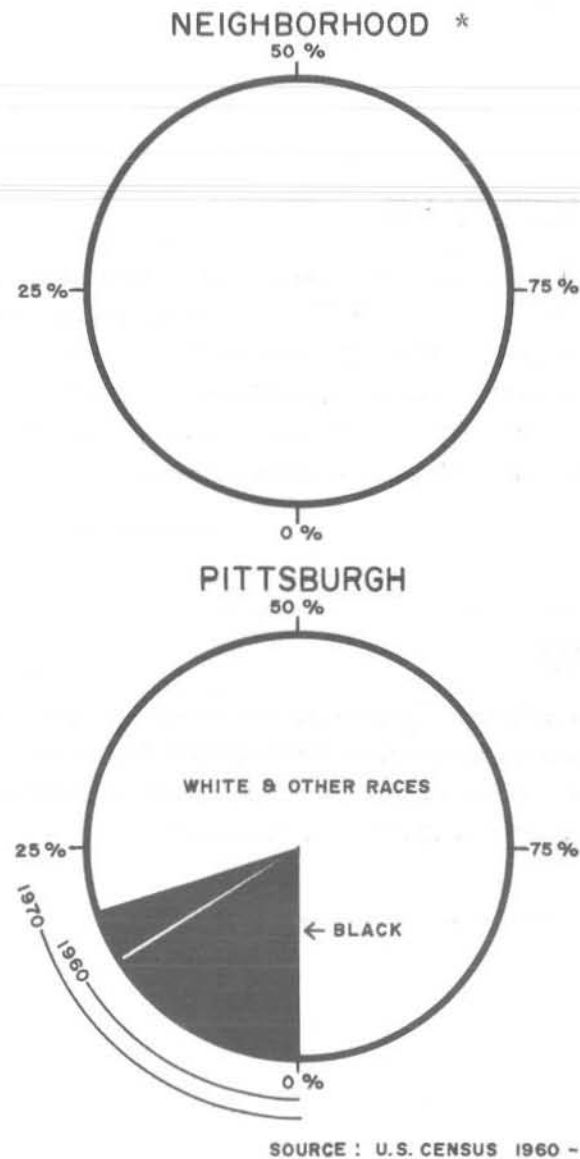 NEIGHBORHOOD *
50 %
25 %
75 %
0 %
PITTSBURGH
50 %
WHITE & OTHER RACES
25 %
75 %
← BLACK
1970
1960
0 %
SOURCE : U.S. CENSUS 1960 -